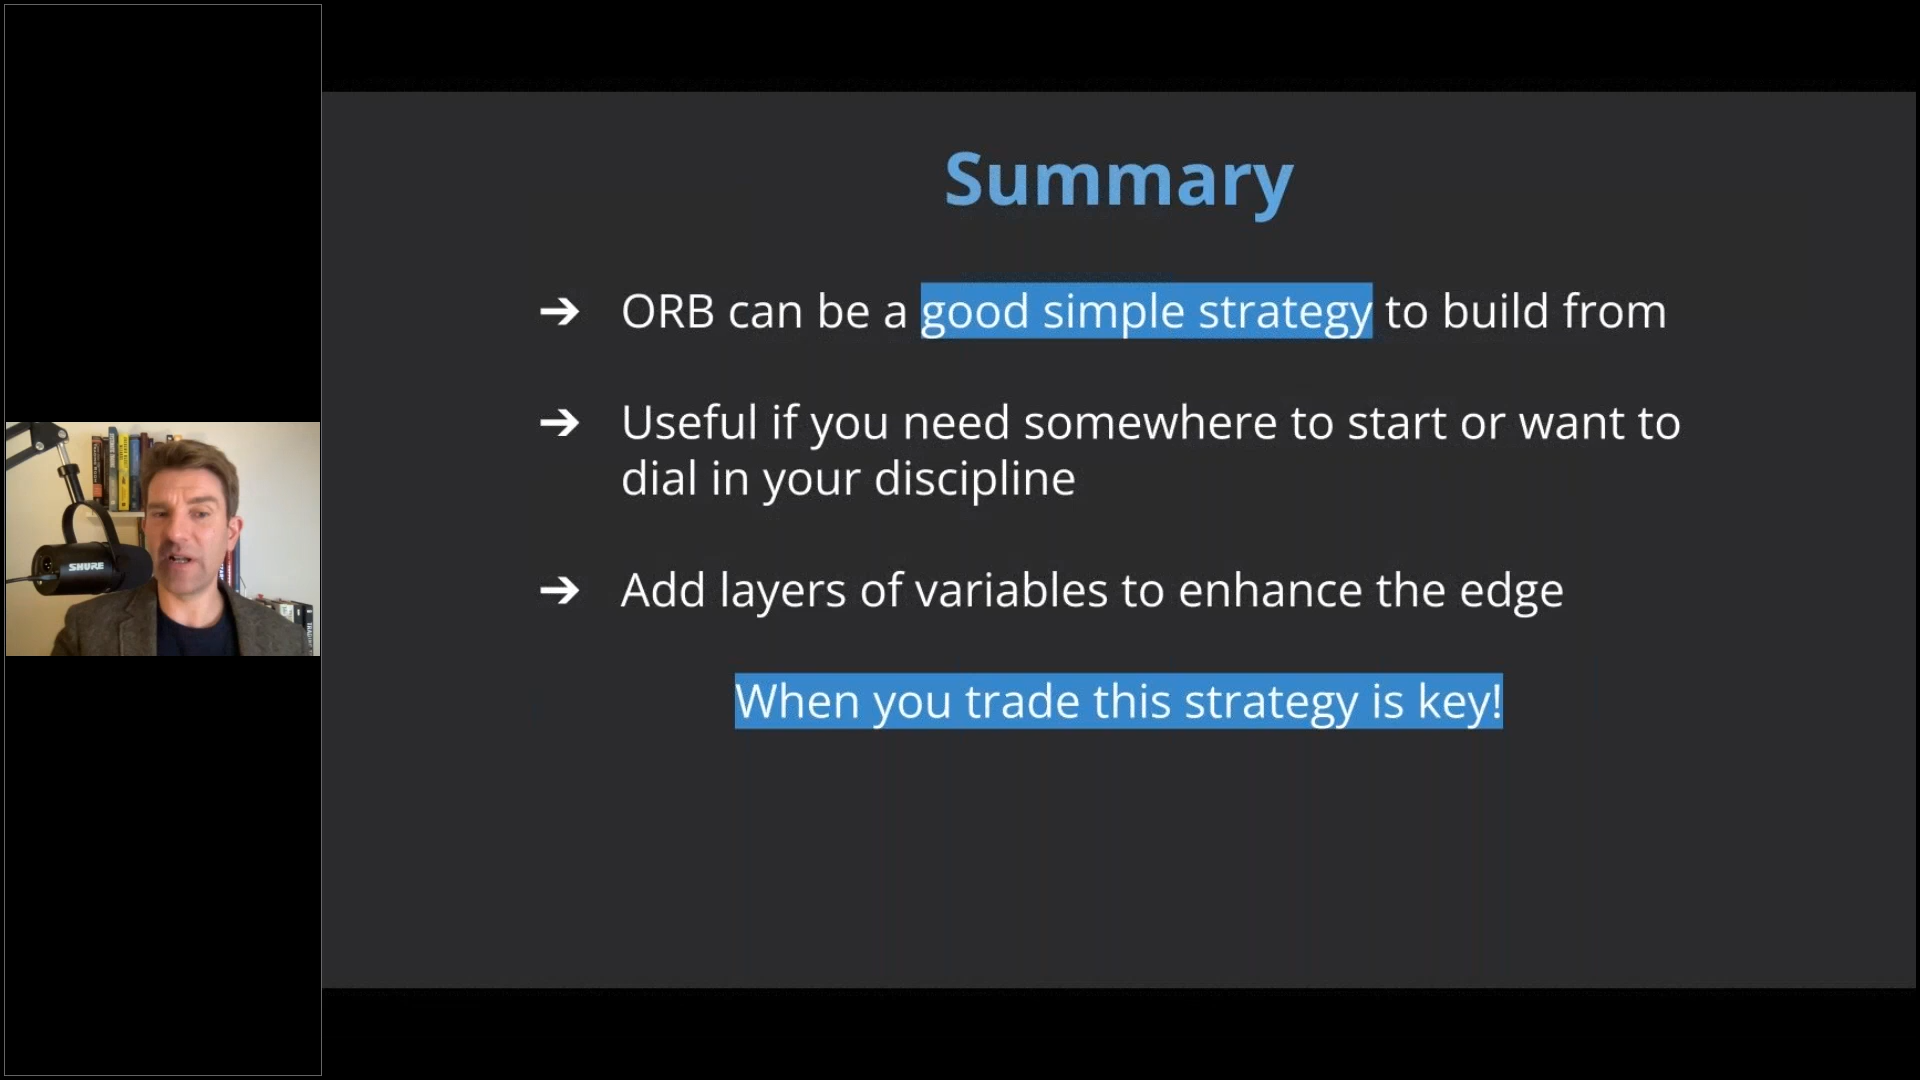 Summary
➔ ORB can be a good simple strategy to build from
➔ Useful if you need somewhere to start or want to
dial in your discipline
➔ Add layers of variables to enhance the edge
When you trade this strategy is key!
SHURE